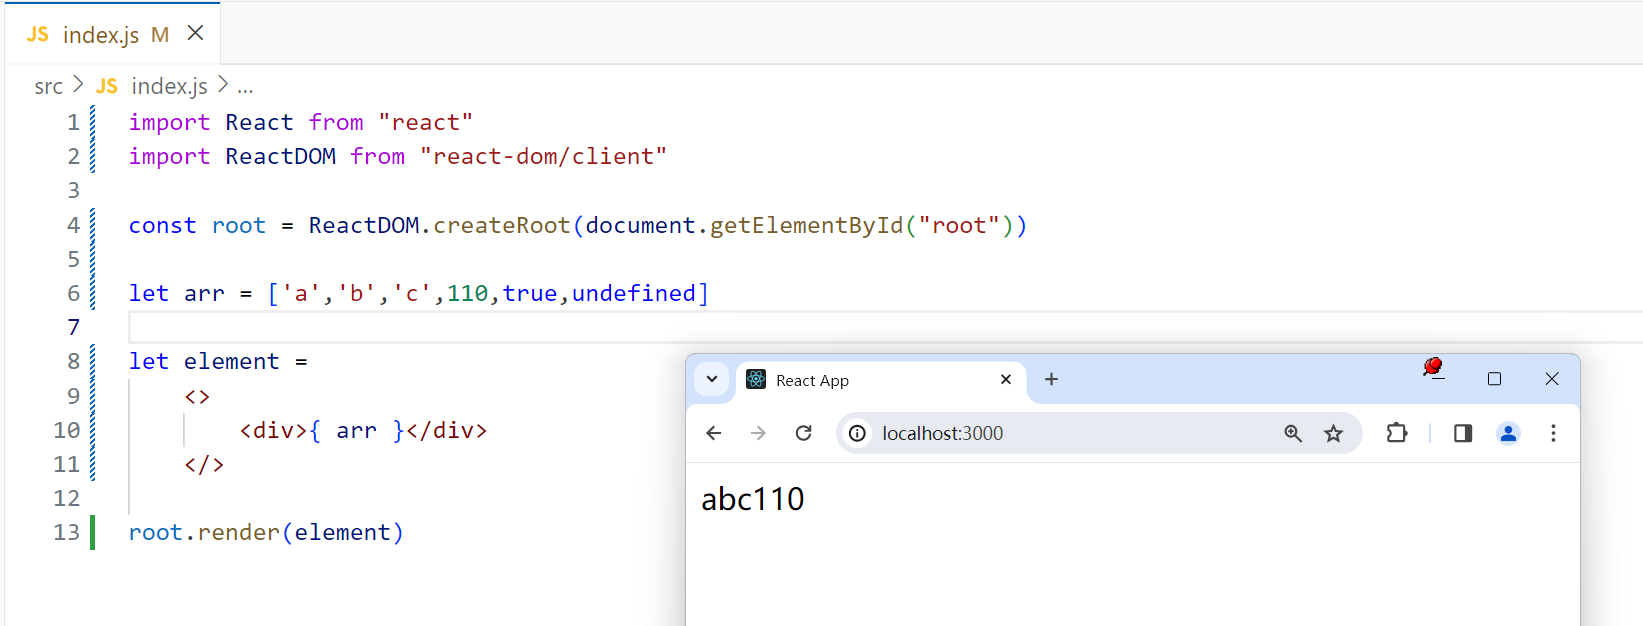 JS index.js M
src > JS index.js > ...
1 import React from "react"
2 import ReactDOM from "react-dom/client"
3
4 const root = ReactDOM.createRoot(document.getElementById("root"))
5
6 let arr = ['a','b','c',110,true,undefined]
7
8 let element =
9 <>
10 <div>{ arr }</div>
11 </>
12
13 root.render(element)
React App
localhost:3000
abc110